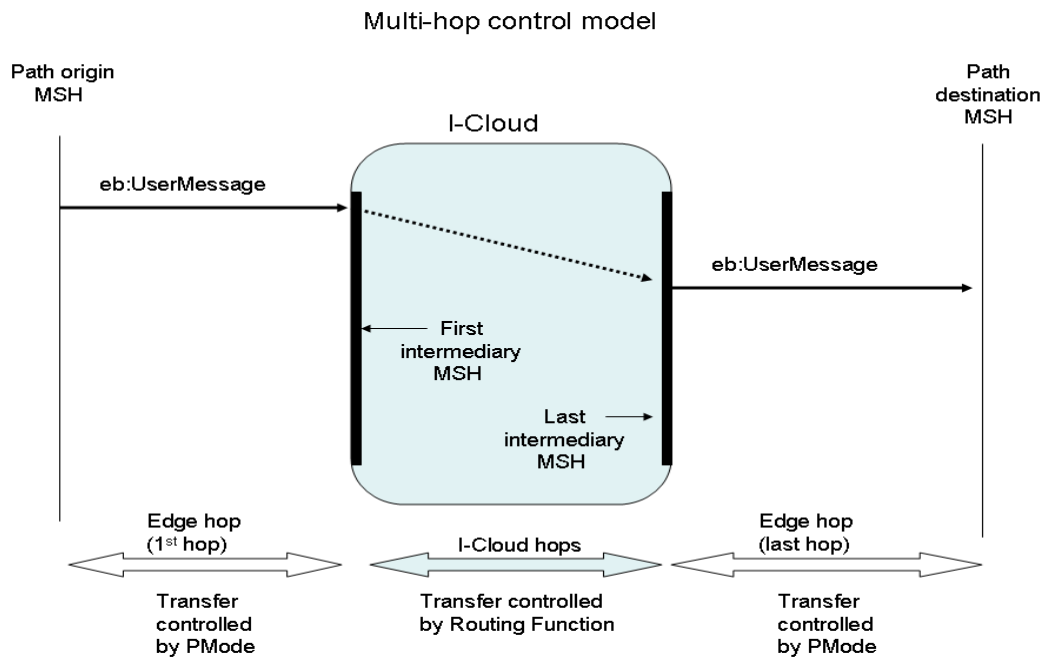 Multi-hop control model
Path origin
MSH
Path
destination
MSH
I-Cloud
eb:UserMessage
eb:UserMessage
First
intermediary
MSH
Last
intermediary
MSH
Edge hop
(1st hop)
I-Cloud hops
Edge hop
(last hop)
Transfer
controlled
by PMode
Transfer controlled
by Routing Function
Transfer
controlled
by PMode